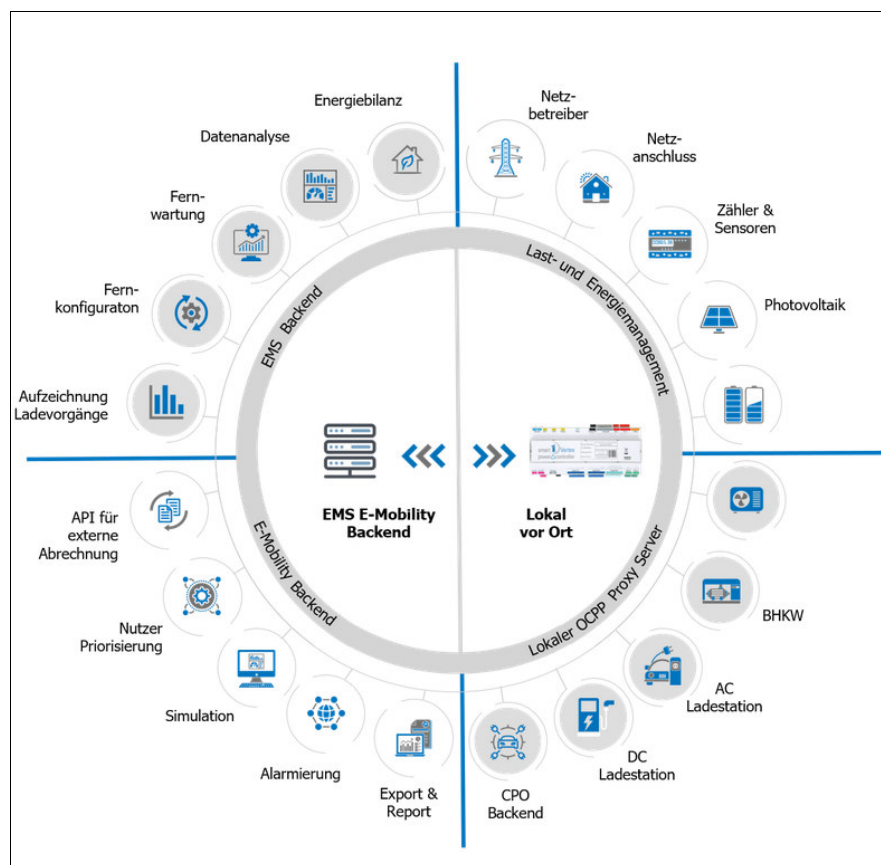 Energiebilanz
Datenanalyse
Fern-
wartung
Fern-
konfiguraton
Aufzeichnung
Ladevorgänge
EMS Backend
Netz-
betreiber
Netz-
anschluss
Zähler &
Sensoren
Photovoltaik
Last- und Energiemanagement
EMS E-Mobility
Backend
Lokal
vor Ort
API für
externe
Abrechnung
Nutzer
Priorisierung
Simulation
Alarmierung
Export &
Report
E-Mobility Backend
Lokaler OCPP Proxy Server
BHKW
AC
Ladestation
DC
Ladestation
CPO
Backend